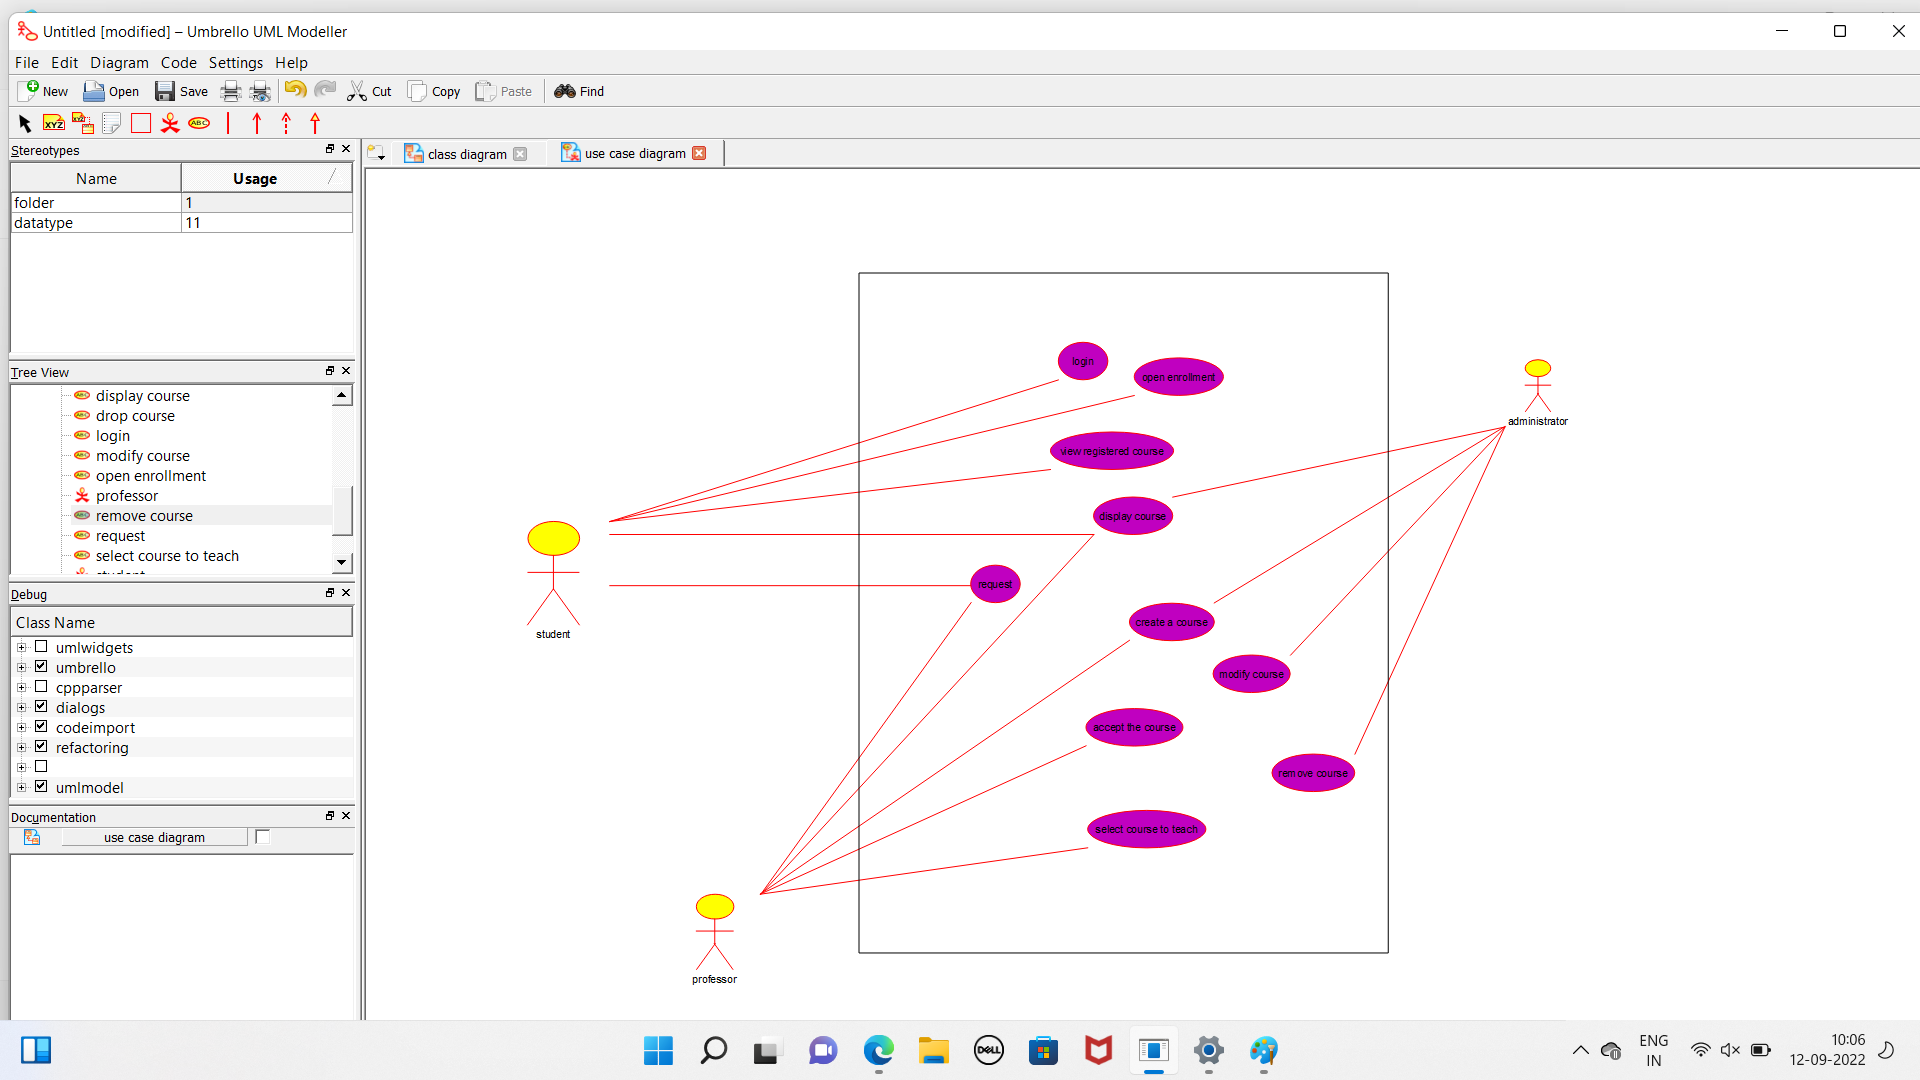 Untitled [modified] – Umbrello UML Modeller
File Edit Diagram Code Settings Help
New Open Save Cut Copy Paste Find
XYZ XYZ ABC
Stereotypes
Name Usage
folder 1
datatype 11
Tree View
display course
drop course
login
modify course
open enrollment
professor
remove course
request
select course to teach
Debug
Class Name
umlwidgets
umbrello
cppparser
dialogs
codeimport
refactoring
umlmodel
Documentation
use case diagram
class diagram use case diagram
login
open enrollment
administrator
view registered course
display course
request
student
create a course
modify course
accept the course
remove course
select course to teach
professor
DELL
ENG
IN
10:06
12-09-2022